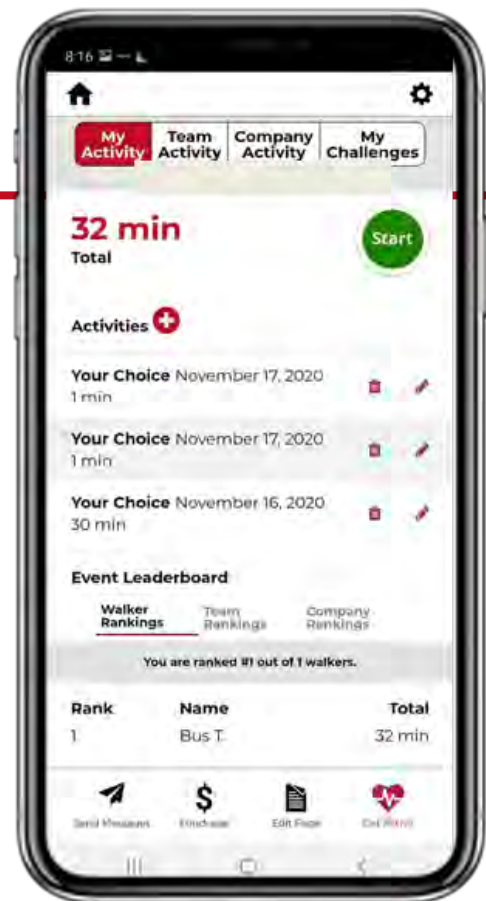 8:16
My Activity
Team Activity
Company Activity
My Challenges
32 min
Total
Start
Activities
Your Choice November 17, 2020
1 min
Your Choice November 17, 2020
1 min
Your Choice November 16, 2020
30 min
Event Leaderboard
Walker Rankings
Team Rankings
Company Rankings
You are ranked #1 out of 1 walkers.
Rank Name Total
1 Bus T. 32 min
Send Messages
Fundraise
Edit Page
Get Active